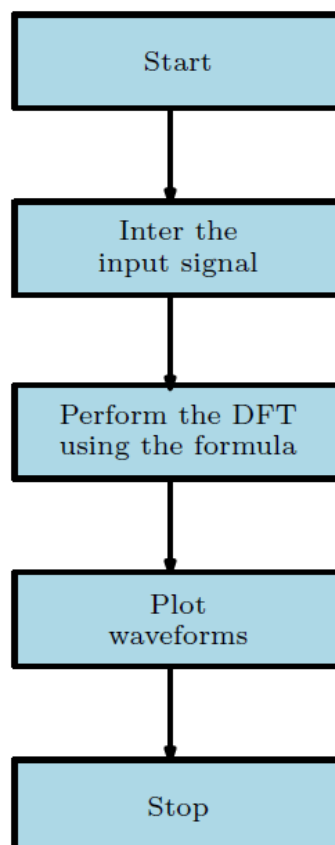 Start
Inter the
input signal
Perform the DFT
using the formula
Plot
waveforms
Stop